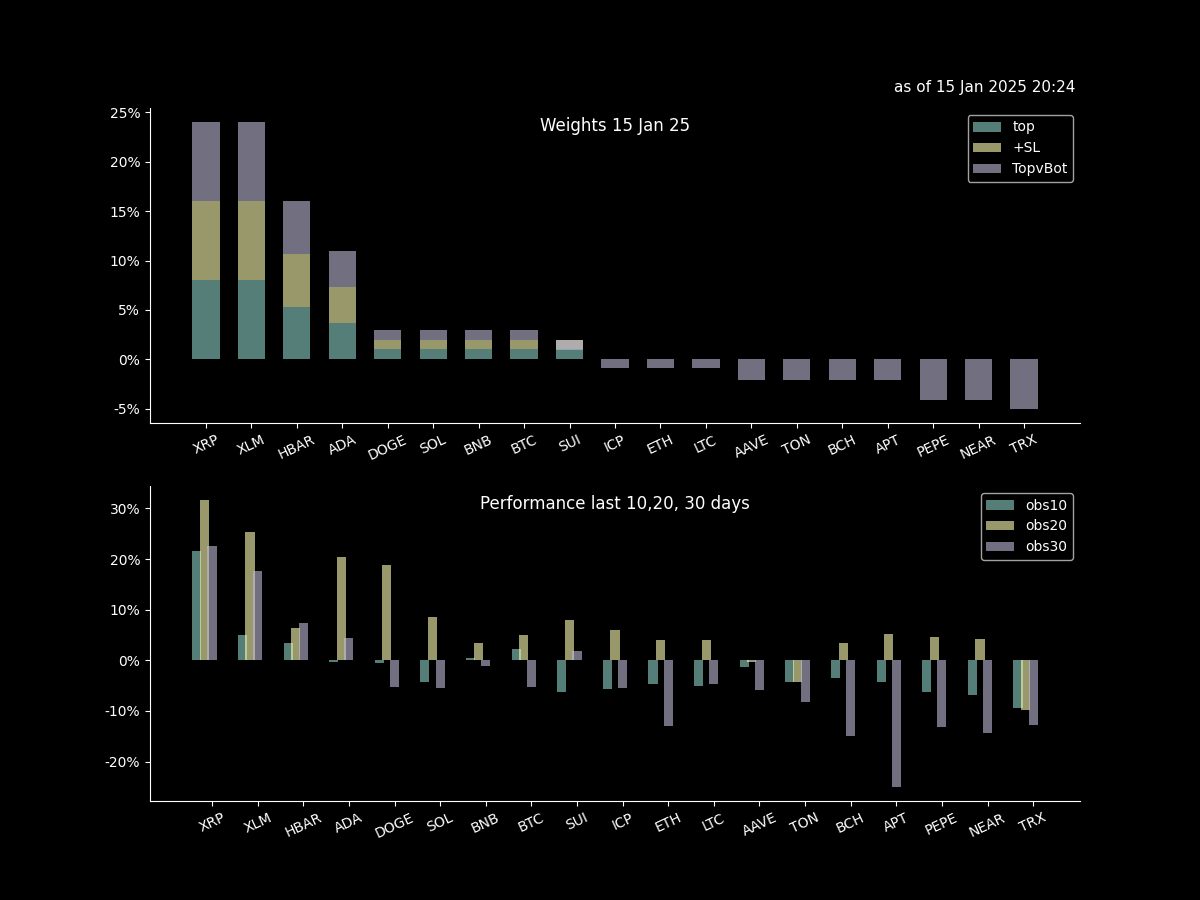 as of 15 Jan 2025 20:24
Weights 15 Jan 25
top
+SL
TopvBot
25%
20%
15%
10%
5%
0%
-5%
XRP XLM HBAR ADA DOGE SOL BNB BTC SUI ICP ETH LTC AAVE TON BCH APT PEPE NEAR TRX
Performance last 10,20, 30 days
obs10
obs20
obs30
30%
20%
10%
0%
-10%
-20%
XRP XLM HBAR ADA DOGE SOL BNB BTC SUI ICP ETH LTC AAVE TON BCH APT PEPE NEAR TRX